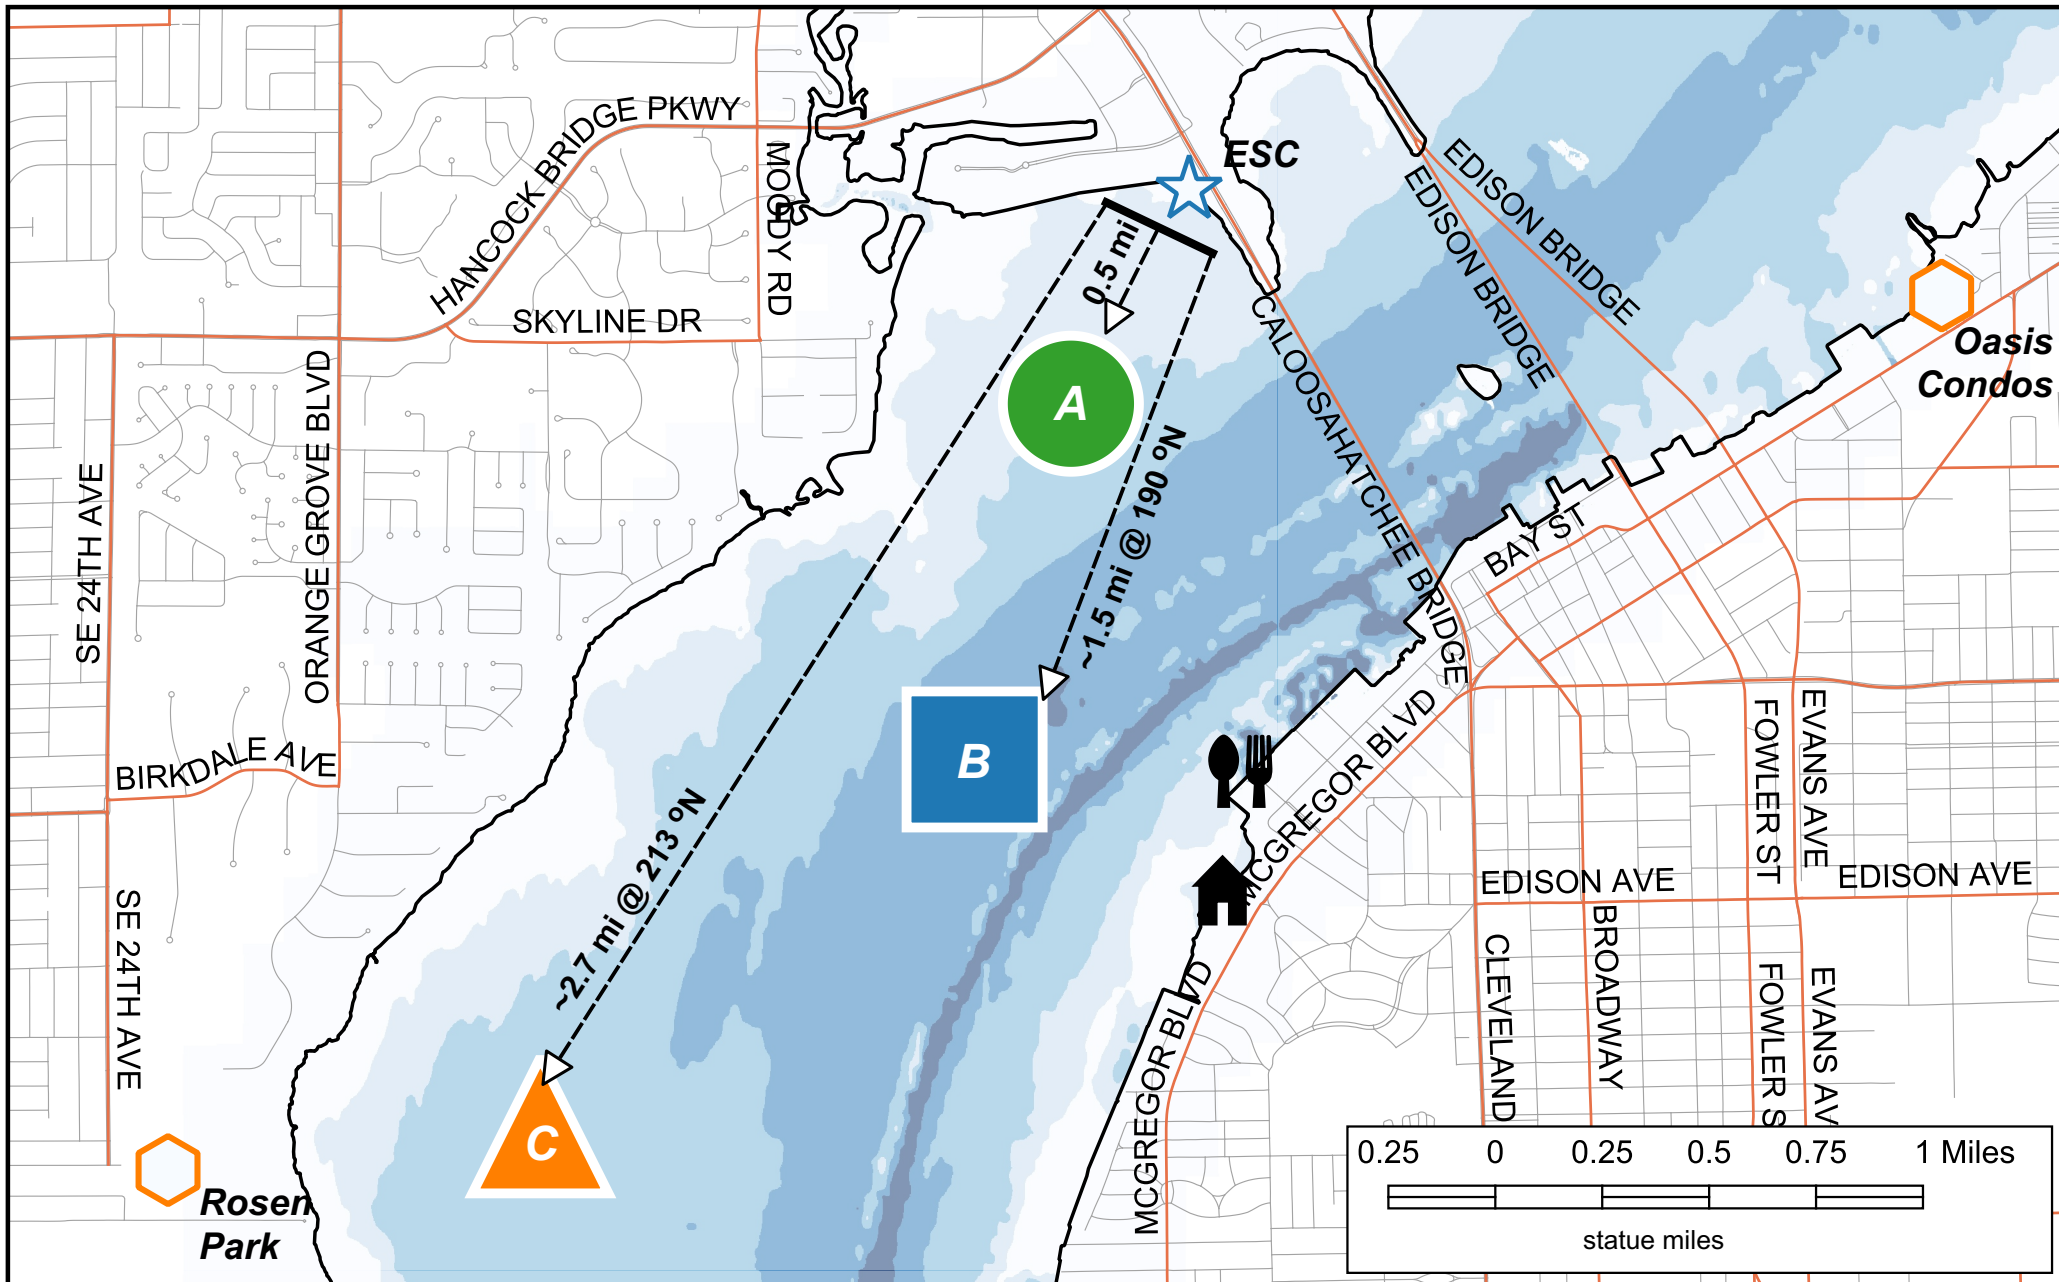 HANCOCK BRIDGE PKWY
MOODY RD
ESC
EDISON BRIDGE
EDISON BRIDGE
0.5 mi
SKYLINE DR
Oasis
Condos
ORANGE GROVE BLVD
A
CALOOSAHATCHEE BRIDGE
SE 24TH AVE
~1.5 mi @ 190 ºN
BAY ST
B
BIRKDALE AVE
~2.7 mi @ 213 ºN
MCGREGOR BLVD
FOWLER ST
EVANS AVE
EDISON AVE
EDISON AVE
SE 24TH AVE
CLEVELAND
BROADWAY
FOWLER S
EVANS AV
MCGREGOR BLVD
C
Rosen
Park
0.25 0 0.25 0.5 0.75 1 Miles
statue miles